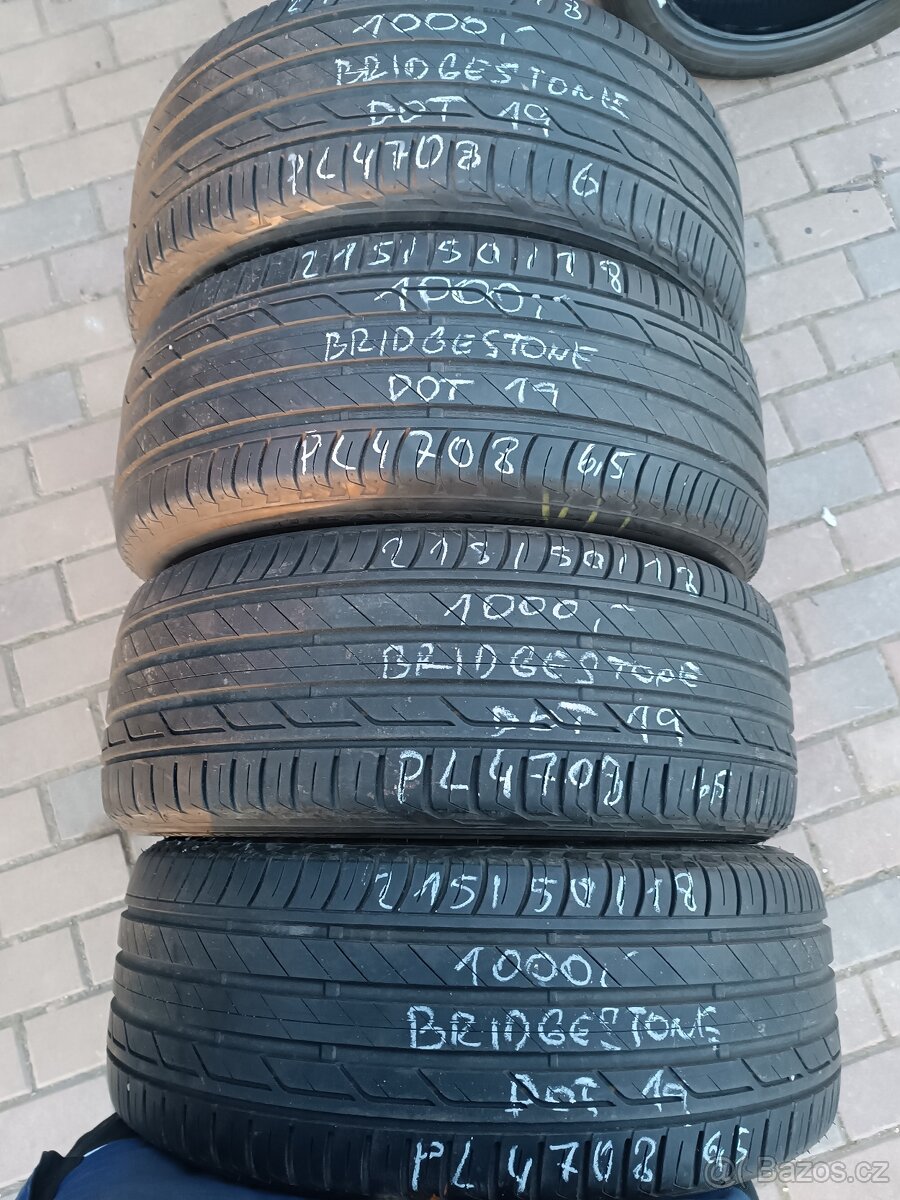 1000,-
BRIDGESTONE
DOT 19
PL4708 6
215/50/18
1000,-
BRIDGESTONE
DOT 19
PL4708 6,5
215/50/18
1000,-
BRIDGESTONE
DOT 19
PL4708 6,5
215/50/18
1000,-
BRIDGESTONE
DOT 19
PL4708 6,5
Bazos.cz